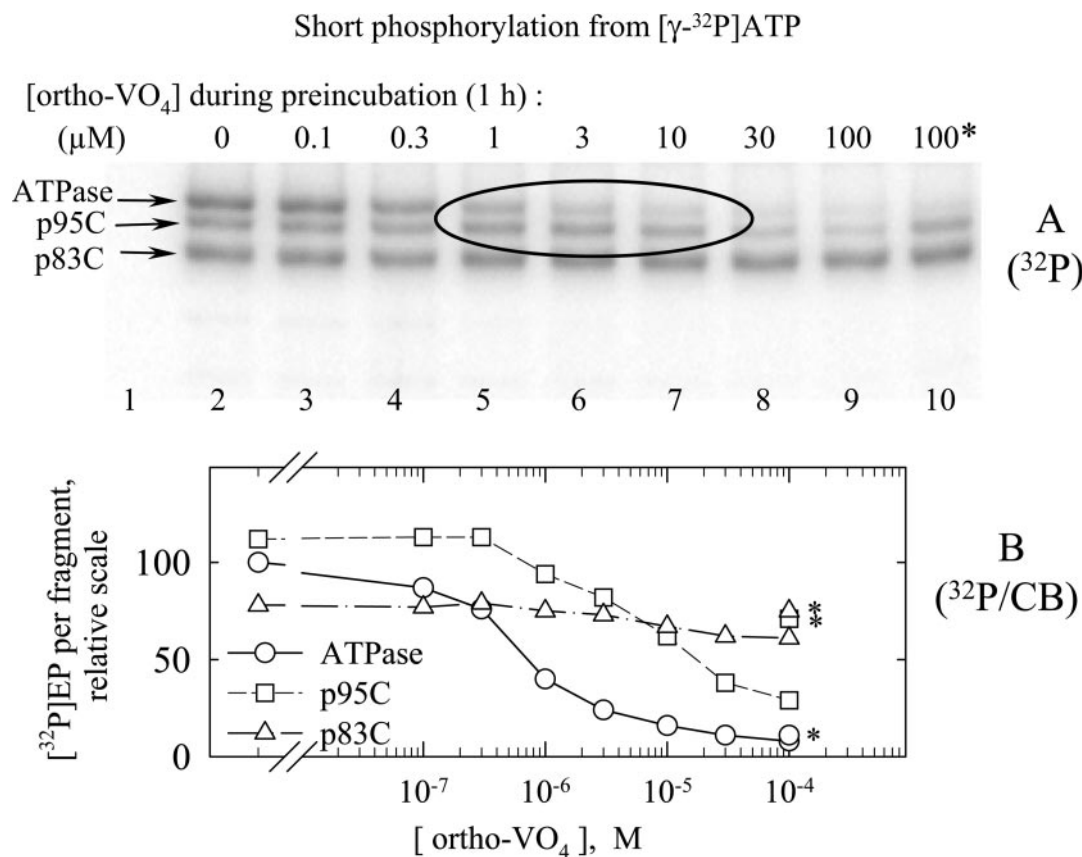 Short phosphorylation from [γ-³²P]ATP
[ortho-VO₄] during preincubation (1 h) :
(µM) 0 0.1 0.3 1 3 10 30 100 100*
ATPase
p95C
p83C
A
(³²P)
1 2 3 4 5 6 7 8 9 10
[³²P]EP per fragment,
relative scale
100
50
0
ATPase
p95C
p83C
*
*
*
B
(³²P/CB)
10⁻⁷ 10⁻⁶ 10⁻⁵ 10⁻⁴
[ ortho-VO₄ ], M